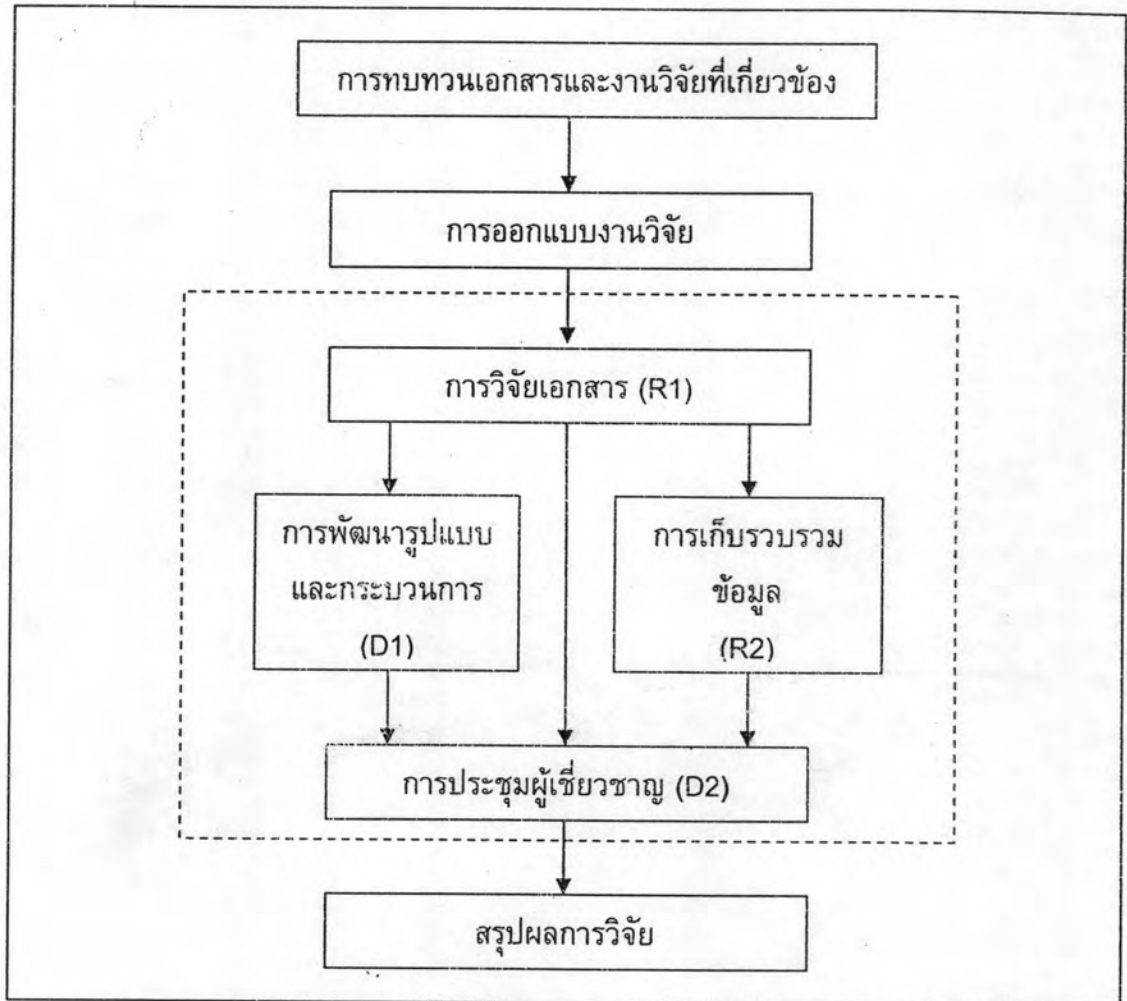 การทบทวนเอกสารและงานวิจัยที่เกี่ยวข้อง
การออกแบบงานวิจัย
การวิจัยเอกสาร (R1)
การพัฒนารูปแบบ
และกระบวนการ
(D1)
การเก็บรวบรวม
ข้อมูล
(R2)
การประชุมผู้เชี่ยวชาญ (D2)
สรุปผลการวิจัย